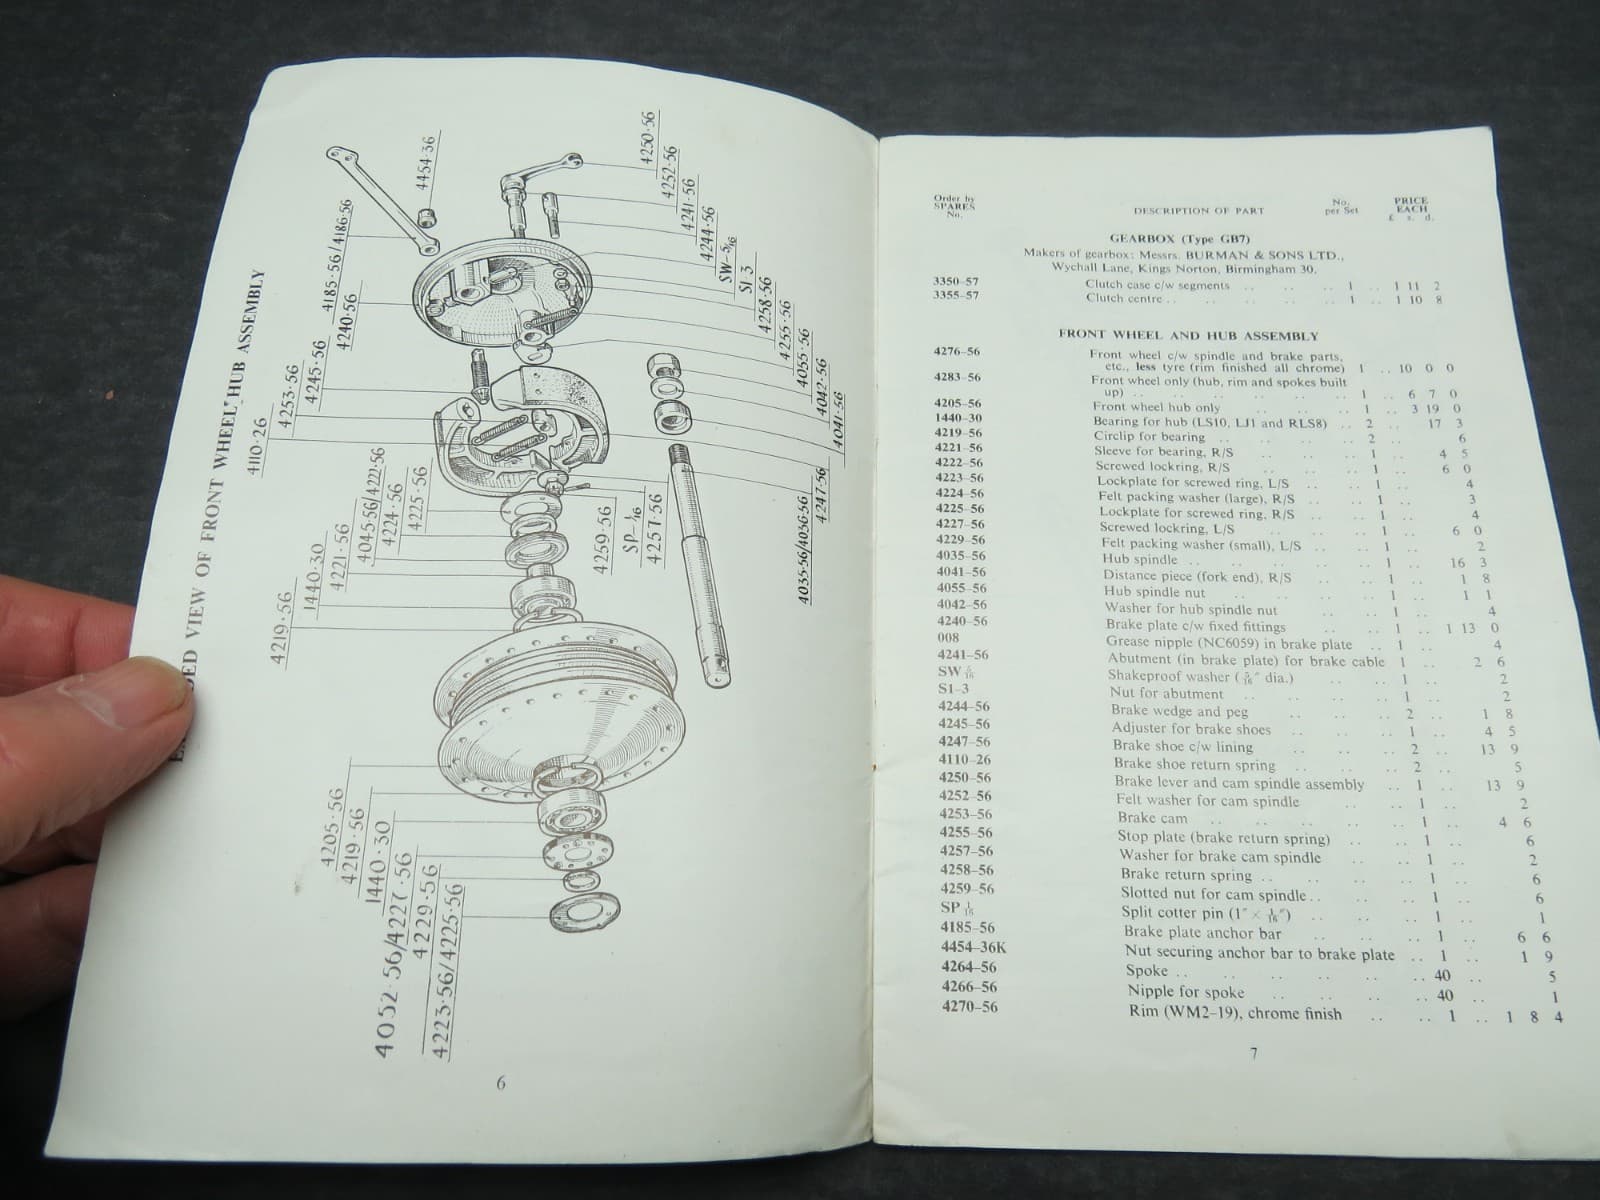 EXPLODED VIEW OF FRONT WHEEL HUB ASSEMBLY
4454·36
4185·56/4186·56
4240·56
4245·56
4253·56
4110·26
4250·56
4252·56
4241·56
4244·56
SW-5/16
S1·3
4258·56
4255·56
4055·56
4042·56
4041·56
4247·56
4035·56/4036·56
4257·56
SP-1/16
4259·56
4225·56
4224·56
4045·56/4222·56
4221·56
1440·30
4219·56
4205·56
4219·56
1440·30
4052·56/4227·56
4229·56
4223·56/4225·56
6
Order by SPARES No. DESCRIPTION OF PART No. per Set PRICE EACH £ s. d.
GEARBOX (Type GB7)
Makers of gearbox: Messrs. BURMAN & SONS LTD.,
Wychall Lane, Kings Norton, Birmingham 30.
3350–57 Clutch case c/w segments .. .. .. 1 .. 1 11 2
3355–57 Clutch centre .. .. .. .. .. 1 .. 1 10 8
FRONT WHEEL AND HUB ASSEMBLY
4276–56 Front wheel c/w spindle and brake parts,
etc., less tyre (rim finished all chrome) 1 .. 10 0 0
4283–56 Front wheel only (hub, rim and spokes built
up) .. .. .. .. .. .. 1 .. 6 7 0
4205–56 Front wheel hub only .. .. .. 1 .. 3 19 0
1440–30 Bearing for hub (LS10, LJ1 and RLS8) .. 2 .. 17 3
4219–56 Circlip for bearing .. .. .. .. 2 .. 6
4221–56 Sleeve for bearing, R/S .. .. .. 1 .. 4 5
4222–56 Screwed lockring, R/S .. .. .. 1 .. 6 0
4223–56 Lockplate for screwed ring, L/S .. .. 1 .. 4
4224–56 Felt packing washer (large), R/S .. .. 1 .. 3
4225–56 Lockplate for screwed ring, R/S .. .. 1 .. 4
4227–56 Screwed lockring, L/S .. .. .. 1 .. 6 0
4229–56 Felt packing washer (small), L/S .. .. 1 .. 2
4035–56 Hub spindle .. .. .. .. .. 1 .. 16 3
4041–56 Distance piece (fork end), R/S .. .. 1 .. 1 8
4055–56 Hub spindle nut .. .. .. .. 1 .. 1 1
4042–56 Washer for hub spindle nut .. .. 1 .. 4
4240–56 Brake plate c/w fixed fittings .. .. 1 .. 1 13 0
008 Grease nipple (NC6059) in brake plate .. 1 .. 4
4241–56 Abutment (in brake plate) for brake cable 1 .. 2 6
SW 5/16 Shakeproof washer (5/16″ dia.) .. .. 1 .. 2
S1–3 Nut for abutment .. .. .. .. 1 .. 2
4244–56 Brake wedge and peg .. .. .. 2 .. 1 8
4245–56 Adjuster for brake shoes .. .. .. 1 .. 4 5
4247–56 Brake shoe c/w lining .. .. .. 2 .. 13 9
4110–26 Brake shoe return spring .. .. .. 2 .. 5
4250–56 Brake lever and cam spindle assembly .. 1 .. 13 9
4252–56 Felt washer for cam spindle .. .. 1 .. 2
4253–56 Brake cam .. .. .. .. .. 1 .. 4 6
4255–56 Stop plate (brake return spring) .. .. 1 .. 6
4257–56 Washer for brake cam spindle .. .. 1 .. 2
4258–56 Brake return spring .. .. .. .. 1 .. 6
4259–56 Slotted nut for cam spindle .. .. .. 1 .. 6
SP 1/16 Split cotter pin (1″ × 1/16″) .. .. .. 1 .. 1
4185–56 Brake plate anchor bar .. .. .. 1 .. 6 6
4454–36K Nut securing anchor bar to brake plate .. 1 .. 1 9
4264–56 Spoke .. .. .. .. .. .. 40 .. 5
4266–56 Nipple for spoke .. .. .. .. 40 .. 1
4270–56 Rim (WM2–19), chrome finish .. .. 1 .. 1 8 4
7